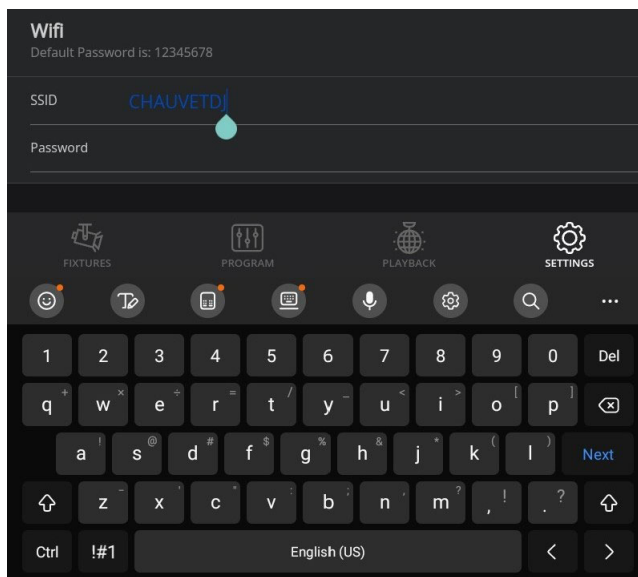 Wifi
Default Password is: 12345678
SSID CHAUVETDJ
Password
FIXTURES PROGRAM PLAYBACK SETTINGS
1 2 3 4 5 6 7 8 9 0 Del
q + w × e ÷ r = t / y _ u < i > o [ p ]
a ! s @ d # f $ g % h & j * k ( l ) Next
z - x ' c " v : b ; n , m ? , ! . ?
Ctrl !#1 English (US) < >